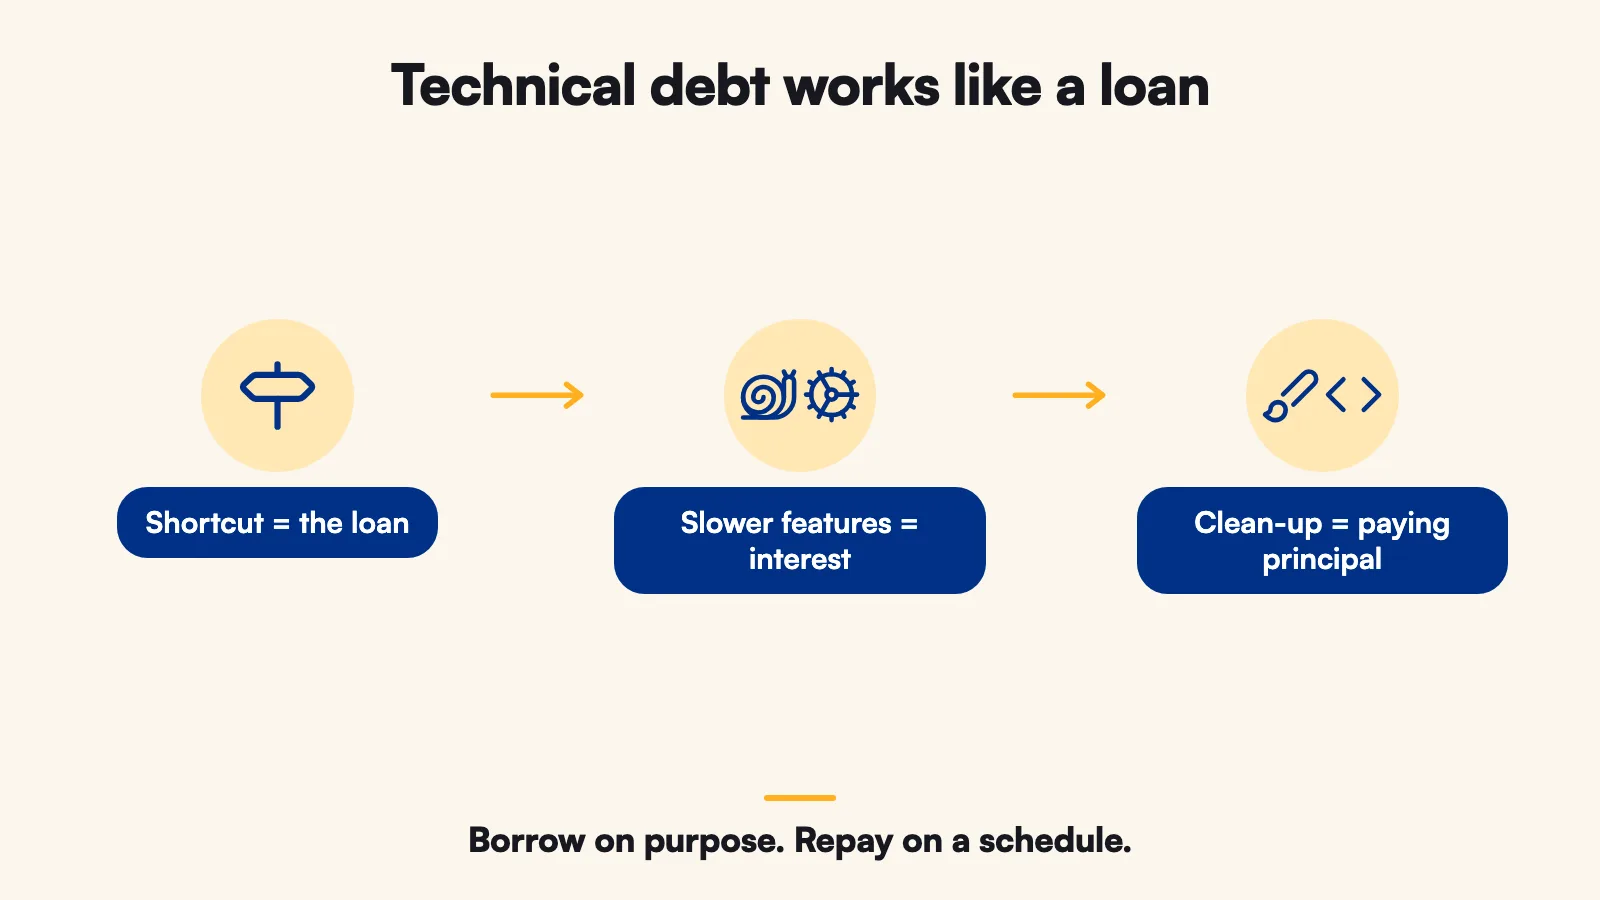 Technical debt works like a loan
Shortcut = the loan
Slower features =
interest
Clean-up = paying
principal
Borrow on purpose. Repay on a schedule.